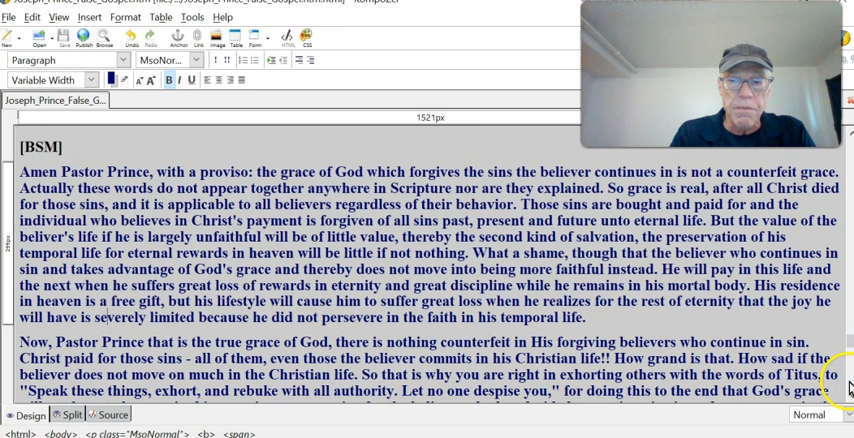 File Edit View Insert Format Table Tools Help
New Open Save Publish Browse Undo Redo Anchor Link Image Table Form HTML CSS
Paragraph MsoNor...
Variable Width B I U
Joseph_Prince_False_G...
1521px
[BSM]
Amen Pastor Prince, with a proviso: the grace of God which forgives the sins the believer continues in is not a counterfeit grace.
Actually these words do not appear together anywhere in Scripture nor are they explained. So grace is real, after all Christ died
for those sins, and it is applicable to all believers regardless of their behavior. Those sins are bought and paid for and the
individual who believes in Christ's payment is forgiven of all sins past, present and future unto eternal life. But the value of the
beliver's life if he is largely unfaithful will be of little value, thereby the second kind of salvation, the preservation of his
temporal life for eternal rewards in heaven will be little if not nothing. What a shame, though that the believer who continues in
sin and takes advantage of God's grace and thereby does not move into being more faithful instead. He will pay in this life and
the next when he suffers great loss of rewards in eternity and great discipline while he remains in his mortal body. His residence
in heaven is a free gift, but his lifestyle will cause him to suffer great loss when he realizes for the rest of eternity that the joy he
will have is severely limited because he did not persevere in the faith in his temporal life.
Now, Pastor Prince that is the true grace of God, there is nothing counterfeit in His forgiving believers who continue in sin.
Christ paid for those sins - all of them, even those the believer commits in his Christian life!! How grand is that. How sad if the
believer does not move on much in the Christian life. So that is why you are right in exhorting others with the words of Titus, to
"Speak these things, exhort, and rebuke with all authority. Let no one despise you," for doing this to the end that God's grace
Design Split Source Normal
<html> <body> <p class="MsoNormal"> <b> <span>